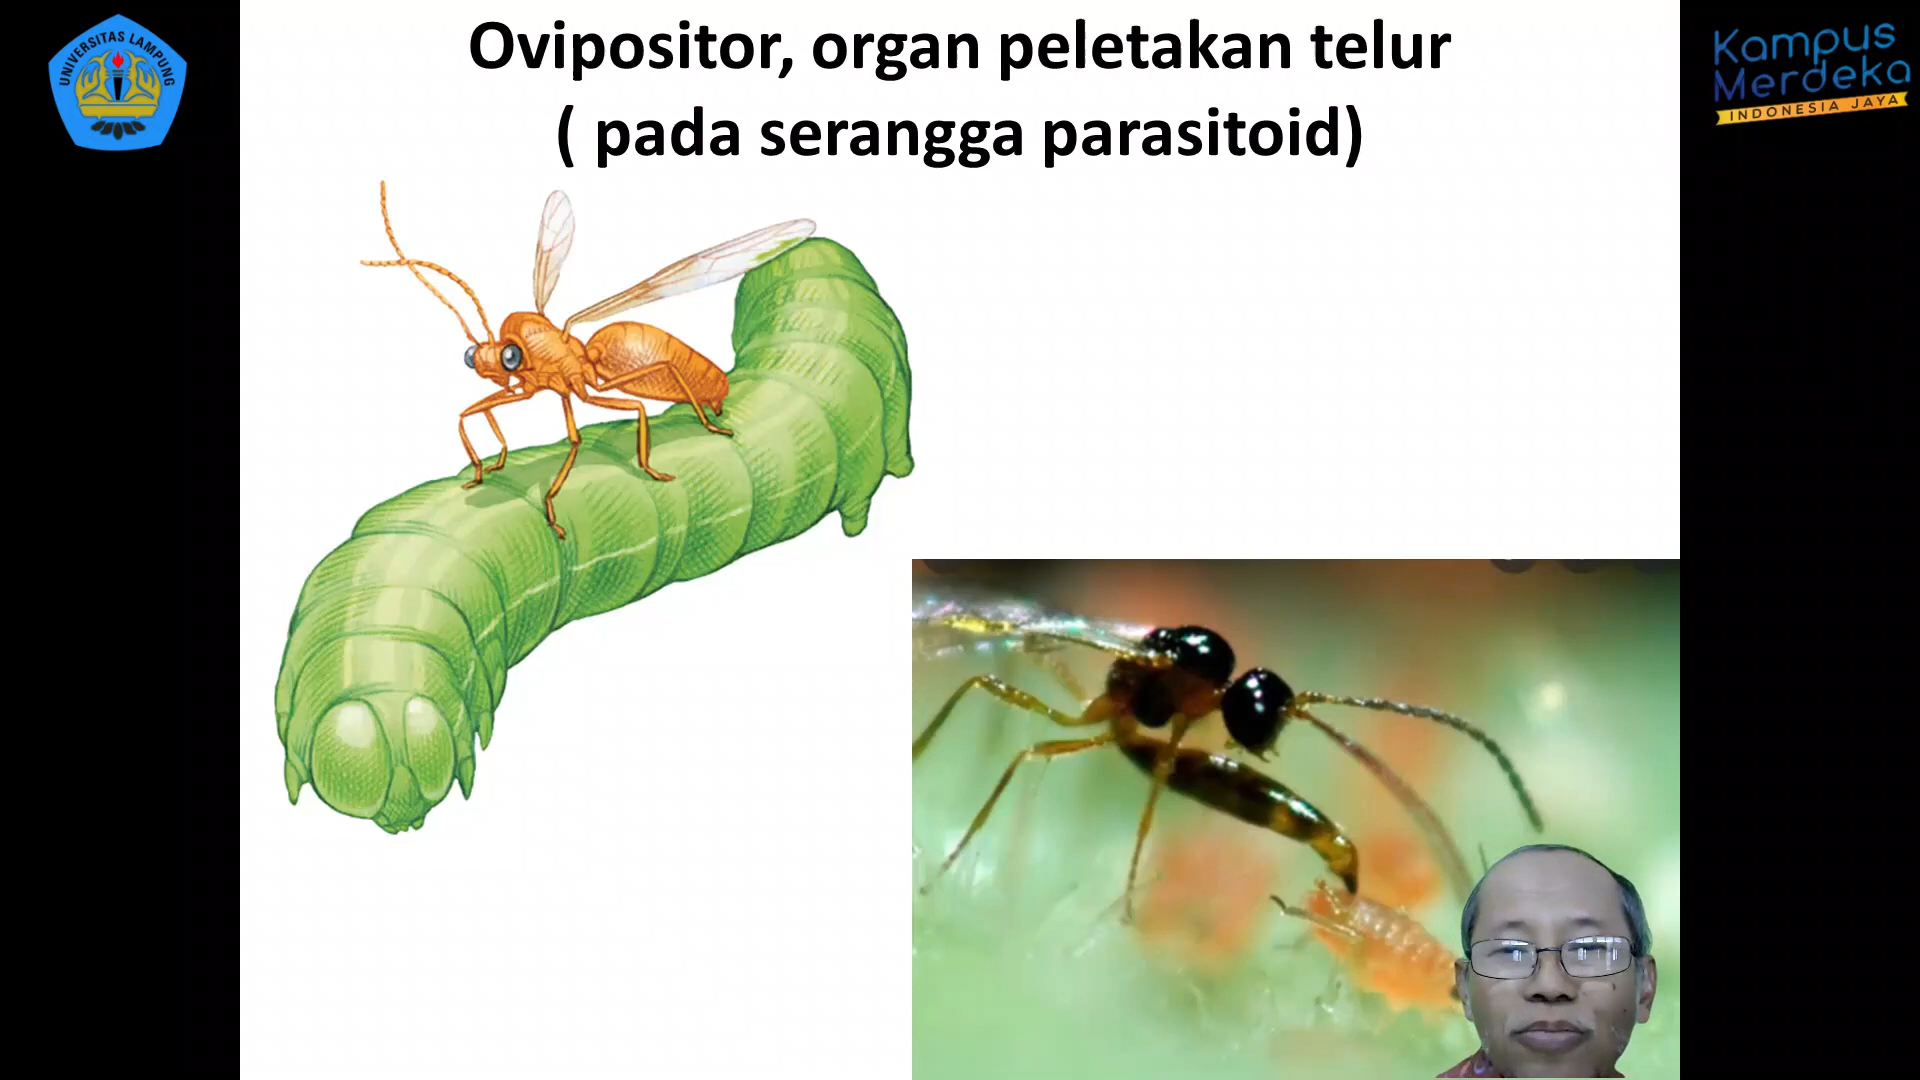 UNIVERSITAS LAMPUNG
Ovipositor, organ peletakan telur
( pada serangga parasitoid)
Kampus
Merdeka
INDONESIA JAYA